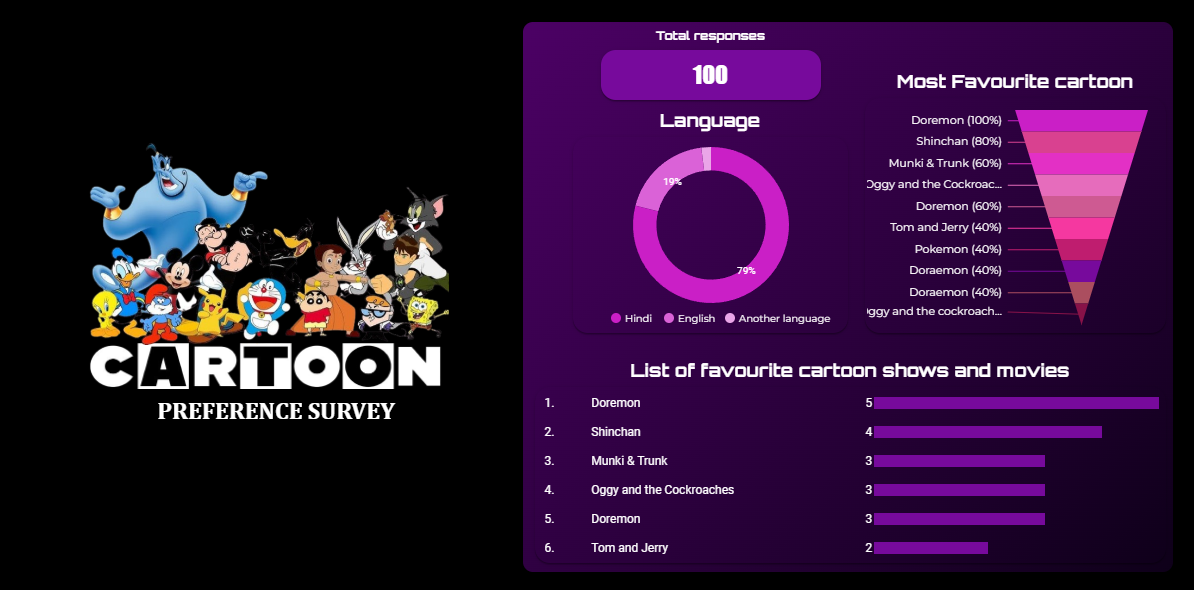 CARTOON
PREFERENCE SURVEY
Total responses
100
Language
19%
79%
Hindi English Another language
Most Favourite cartoon
Doremon (100%)
Shinchan (80%)
Munki & Trunk (60%)
Oggy and the Cockroac...
Doremon (60%)
Tom and Jerry (40%)
Pokemon (40%)
Doraemon (40%)
Doraemon (40%)
ggy and the cockroach...
List of favourite cartoon shows and movies
1. Doremon 5
2. Shinchan 4
3. Munki & Trunk 3
4. Oggy and the Cockroaches 3
5. Doremon 3
6. Tom and Jerry 2